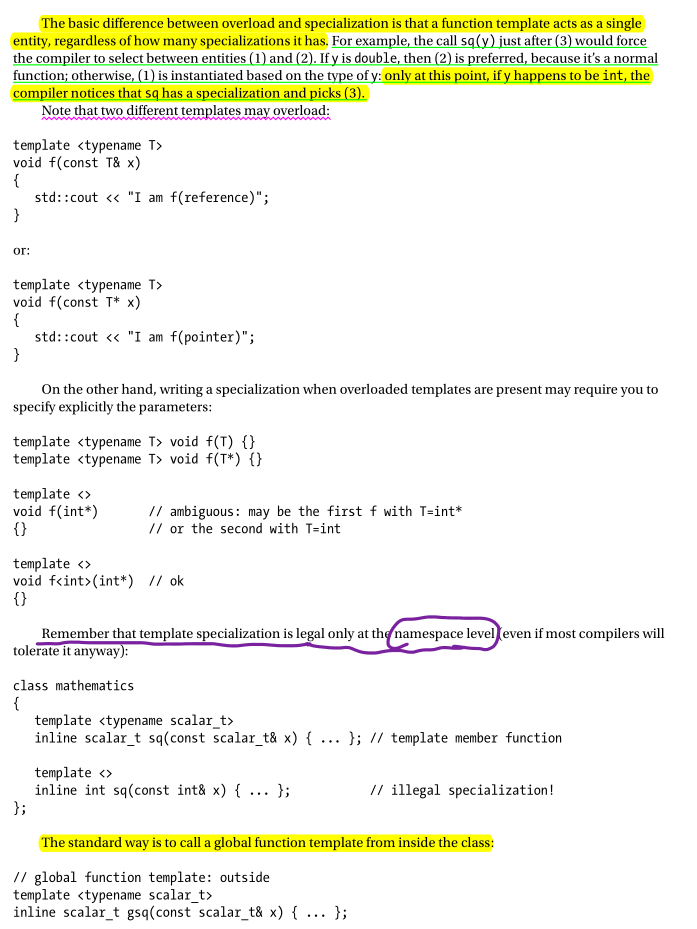 The basic difference between overload and specialization is that a function template acts as a single
entity, regardless of how many specializations it has. For example, the call sq(y) just after (3) would force
the compiler to select between entities (1) and (2). If y is double, then (2) is preferred, because it's a normal
function; otherwise, (1) is instantiated based on the type of y: only at this point, if y happens to be int, the
compiler notices that sq has a specialization and picks (3).
Note that two different templates may overload:
template <typename T>
void f(const T& x)
{
   std::cout << "I am f(reference)";
}
or:
template <typename T>
void f(const T* x)
{
   std::cout << "I am f(pointer)";
}
On the other hand, writing a specialization when overloaded templates are present may require you to
specify explicitly the parameters:
template <typename T> void f(T) {}
template <typename T> void f(T*) {}
template <>
void f(int*)       // ambiguous: may be the first f with T=int*
{}                 // or the second with T=int
template <>
void f<int>(int*)  // ok
{}
Remember that template specialization is legal only at the namespace level (even if most compilers will
tolerate it anyway):
class mathematics
{
   template <typename scalar_t>
   inline scalar_t sq(const scalar_t& x) { ... }; // template member function
   template <>
   inline int sq(const int& x) { ... };           // illegal specialization!
};
The standard way is to call a global function template from inside the class:
// global function template: outside
template <typename scalar_t>
inline scalar_t gsq(const scalar_t& x) { ... };